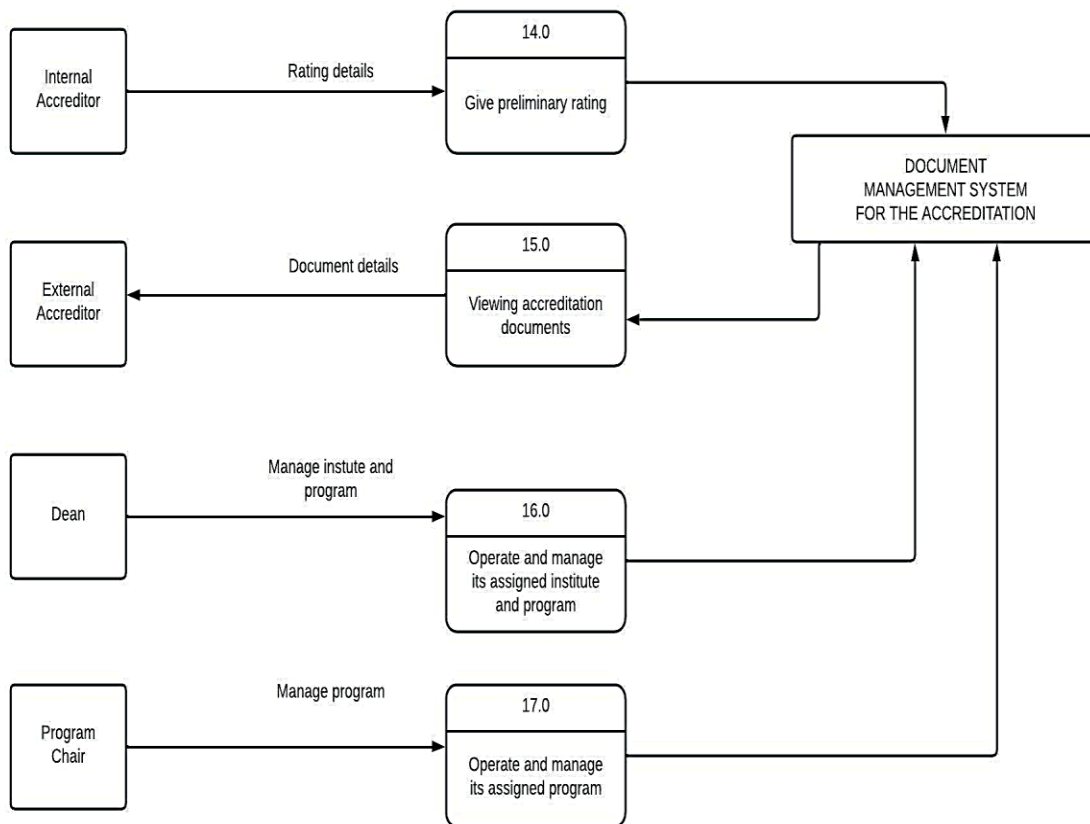 Internal
Accreditor
Rating details
14.0
Give preliminary rating
DOCUMENT
MANAGEMENT SYSTEM
FOR THE ACCREDITATION
External
Accreditor
Document details
15.0
Viewing accreditation
documents
Dean
Manage instute and
program
16.0
Operate and manage
its assigned institute
and program
Program
Chair
Manage program
17.0
Operate and manage
its assigned program